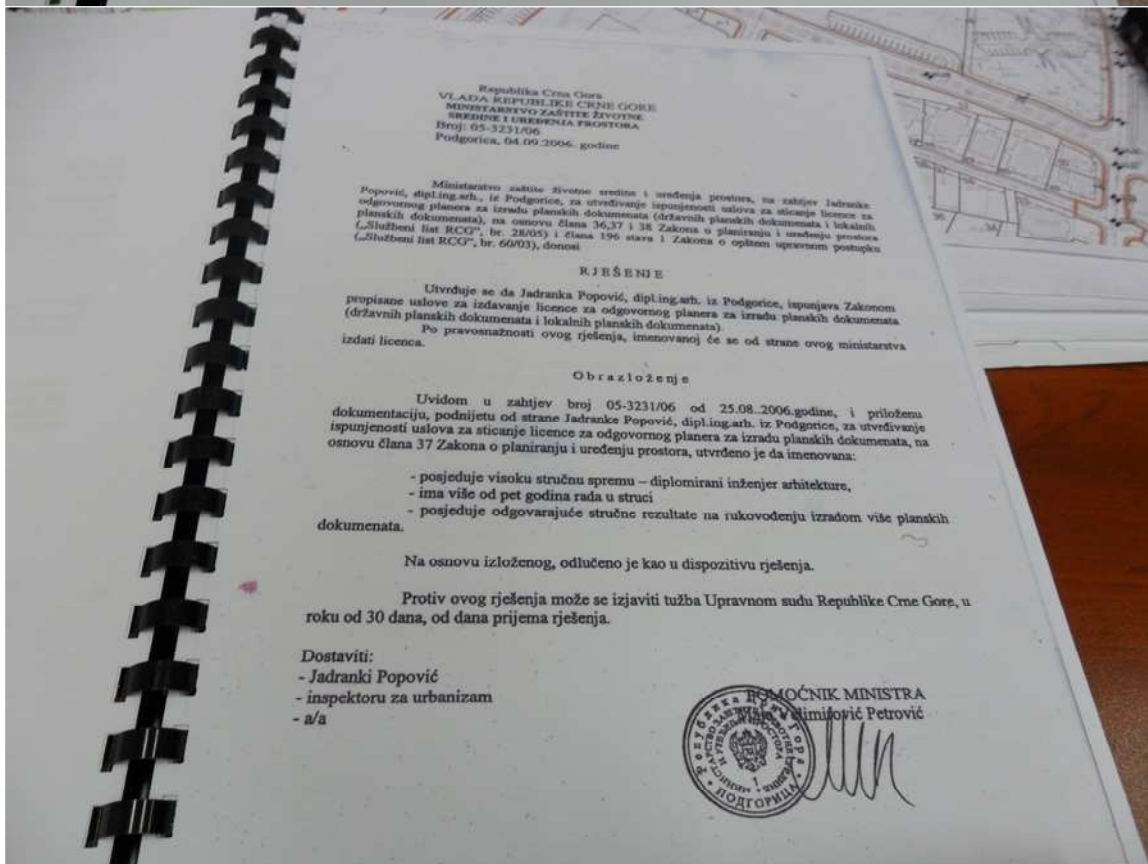 Republika Crna Gora
VLADA REPUBLIKE CRNE GORE
MINISTARSTVO ZAŠTITE ŽIVOTNE
SREDINE I UREĐENJA PROSTORA
Broj: 05-3231/06
Podgorica, 04.09.2006. godine
Ministarstvo zaštite životne sredine i uređenja prostora, na zahtjev Jadranke
Popović, dipl.ing.arh., iz Podgorice, za utvrđivanje ispunjenosti uslova za sticanje licence za
odgovornog planera za izradu planskih dokumenata (državnih planskih dokumenata i lokalnih
planskih dokumenata), na osnovu člana 36,37 i 38 Zakona o planiranju i uređenju prostora
(„Službeni list RCG“, br. 28/05) i člana 196 stava 1 Zakona o opštem upravnom postupku
(„Službeni list RCG“, br. 60/03), donosi
RJEŠENJE
Utvrđuje se da Jadranka Popović, dipl.ing.arh. iz Podgorice, ispunjava Zakonom
propisane uslove za izdavanje licence za odgovornog planera za izradu planskih dokumenata
(državnih planskih dokumenata i lokalnih planskih dokumenata).
Po pravosnažnosti ovog rješenja, imenovanoj će se od strane ovog ministarstva
izdati licenca.
Obrazloženje
Uvidom u zahtjev broj 05-3231/06 od 25.08..2006.godine, i priloženu
dokumentaciju, podnijetu od strane Jadranke Popović, dipl.ing.arh. iz Podgorice, za utvrđivanje
ispunjenosti uslova za sticanje licence za odgovornog planera za izradu planskih dokumenata, na
osnovu člana 37 Zakona o planiranju i uređenju prostora, utvrđeno je da imenovana:
- posjeduje visoku stručnu spremu – diplomirani inženjer arhitekture,
- ima više od pet godina rada u struci
- posjeduje odgovarajuće stručne rezultate na rukovođenju izradom više planskih
dokumenata.
Na osnovu izloženog, odlučeno je kao u dispozitivu rješenja.
Protiv ovog rješenja može se izjaviti tužba Upravnom sudu Republike Crne Gore, u
roku od 30 dana, od dana prijema rješenja.
Dostaviti:
- Jadranki Popović
- inspektoru za urbanizam
- a/a
POMOĆNIK MINISTRA
Petrović
Република Црна Гора
ПОДГОРИЦА